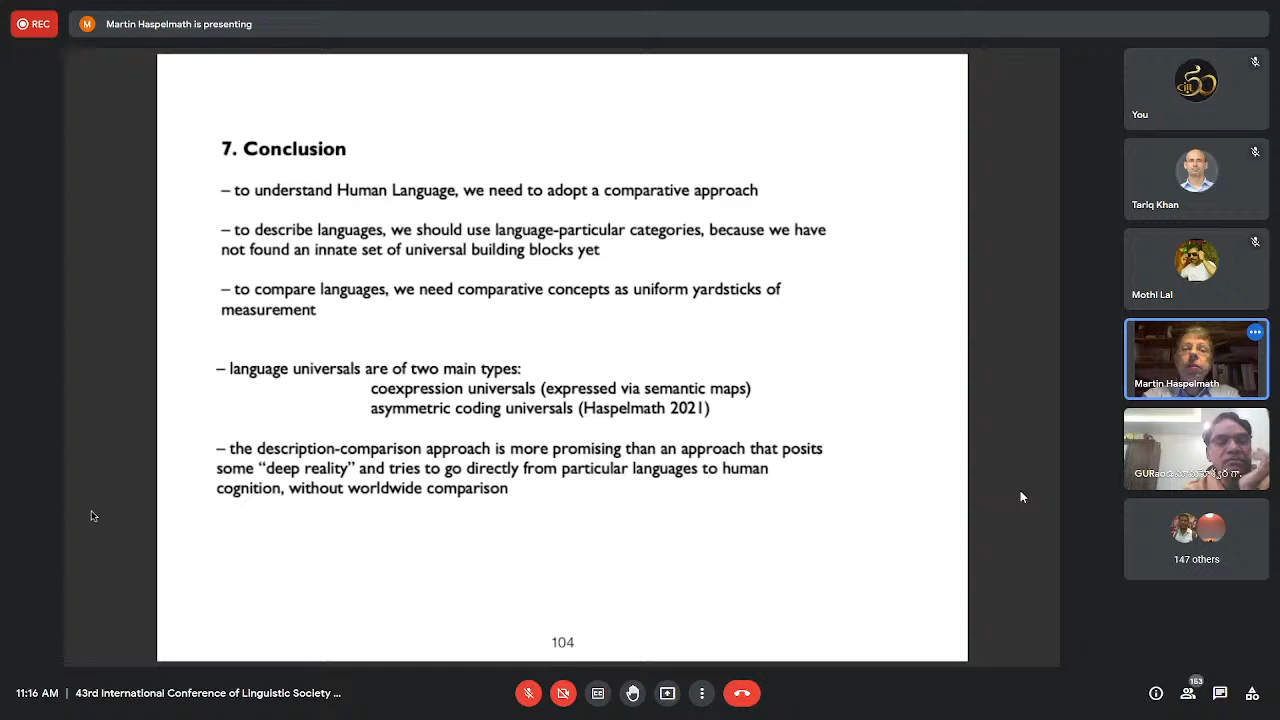 REC
M
Martin Haspelmath is presenting
7. Conclusion
– to understand Human Language, we need to adopt a comparative approach
– to describe languages, we should use language-particular categories, because we have
not found an innate set of universal building blocks yet
– to compare languages, we need comparative concepts as uniform yardsticks of
measurement
– language universals are of two main types:
coexpression universals (expressed via semantic maps)
asymmetric coding universals (Haspelmath 2021)
– the description-comparison approach is more promising than an approach that posits
some “deep reality” and tries to go directly from particular languages to human
cognition, without worldwide comparison
104
You
Tariq Khan
Mothi Lal
Martin Haspelmath
147 others
11:16 AM | 43rd International Conference of Linguistic Society ...
153